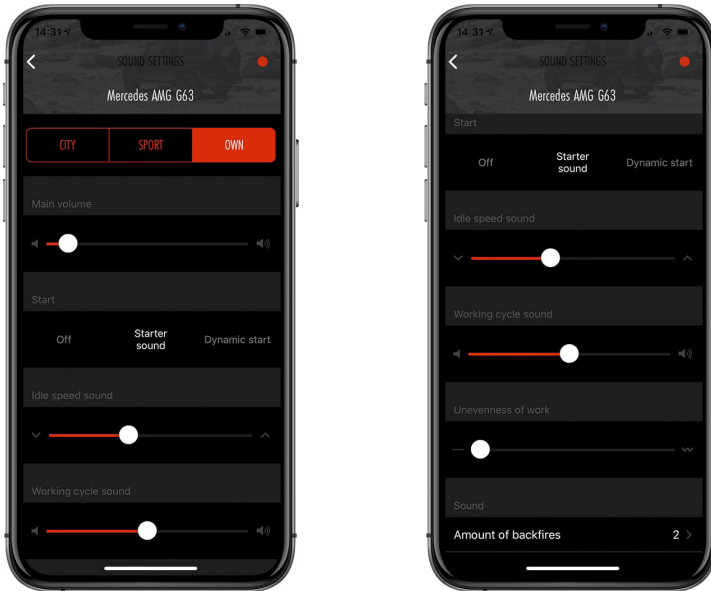 14:31
SOUND SETTINGS
Mercedes AMG G63
CITY SPORT OWN
Main volume
Start
Off Starter sound Dynamic start
Idle speed sound
Working cycle sound
14:31
SOUND SETTINGS
Mercedes AMG G63
Start
Off Starter sound Dynamic start
Idle speed sound
Working cycle sound
Unevenness of work
Sound
Amount of backfires 2